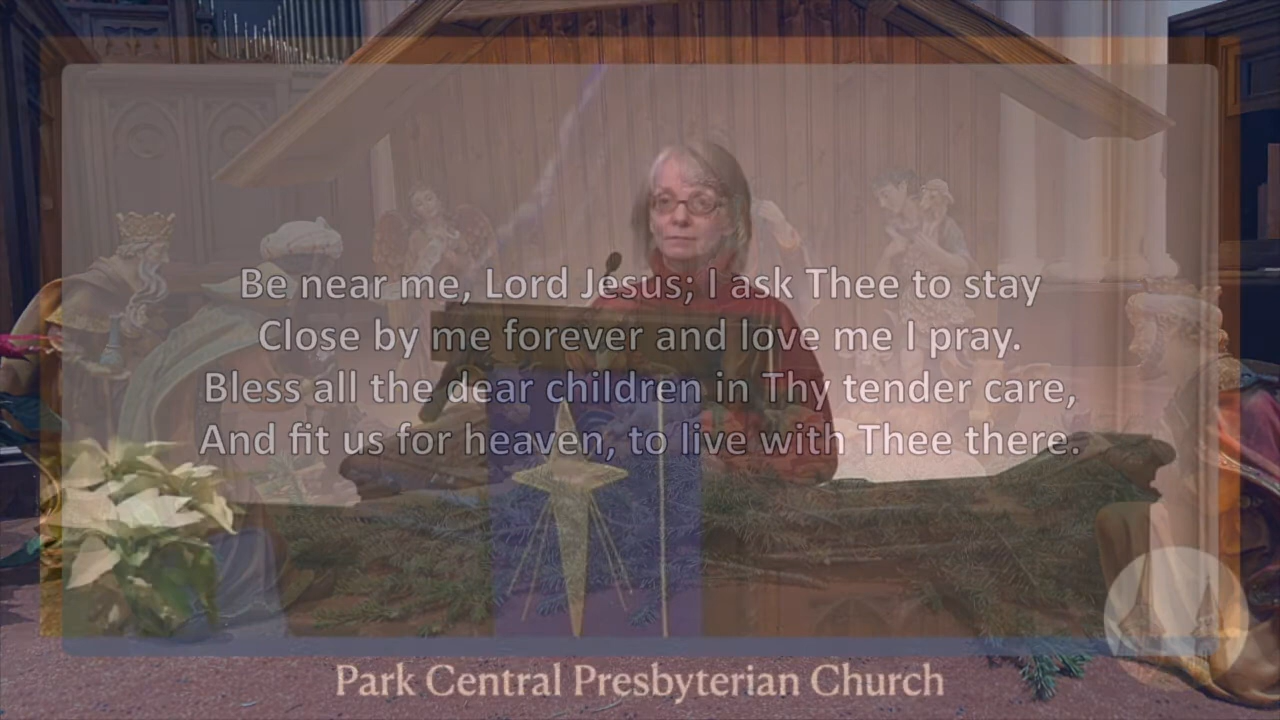 Be near me, Lord Jesus; I ask Thee to stay
Close by me forever and love me I pray.
Bless all the dear children in Thy tender care,
And fit us for heaven, to live with Thee there.
Park Central Presbyterian Church